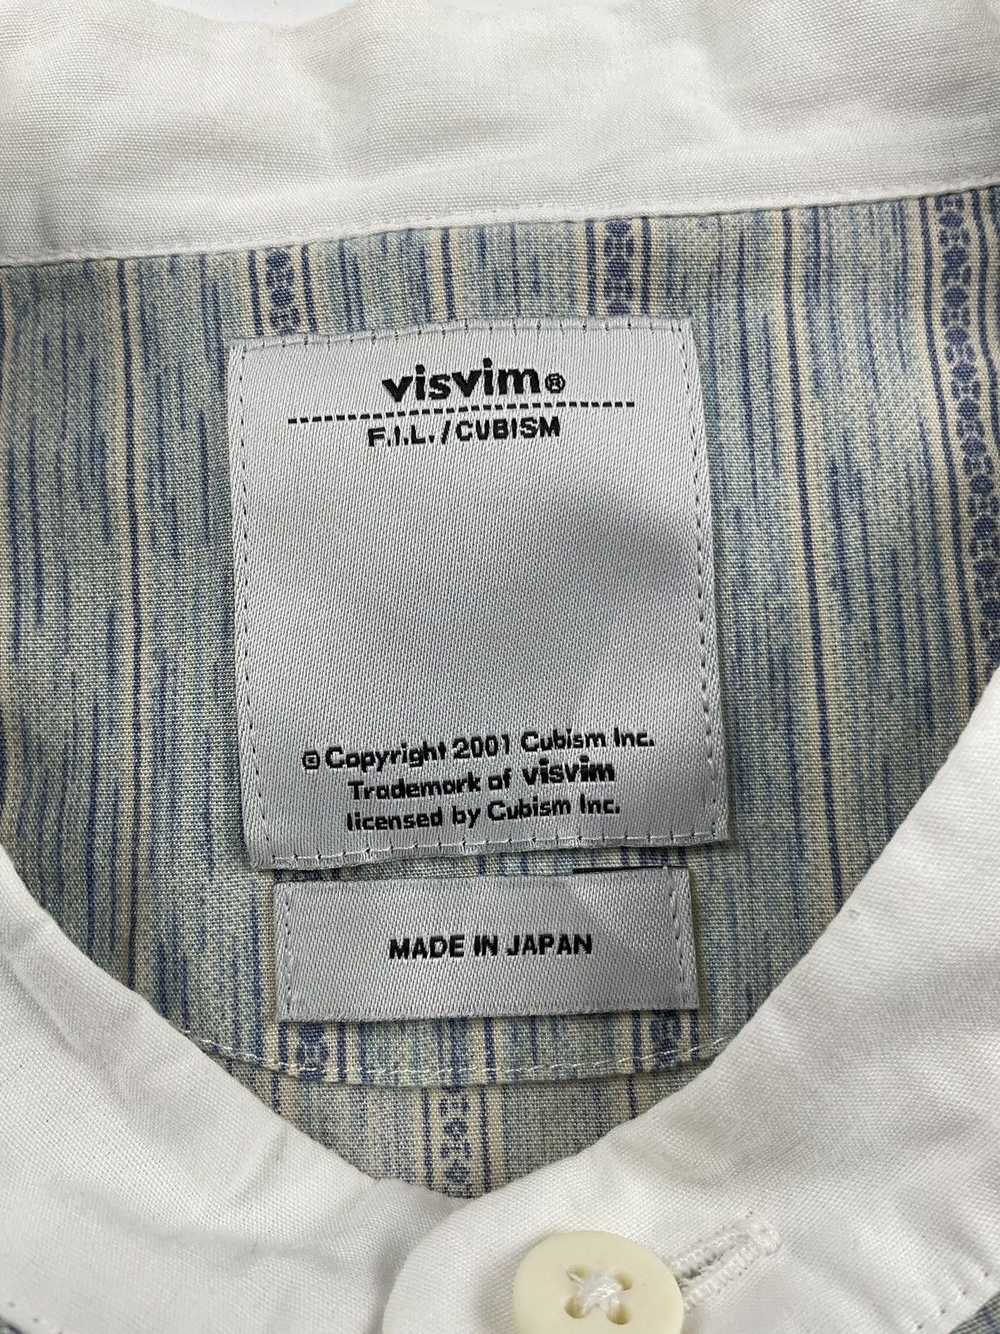 visvim®
F.I.L./CUBISM
© Copyright 2001 Cubism Inc.
Trademark of visvim
licensed by Cubism Inc.
MADE IN JAPAN